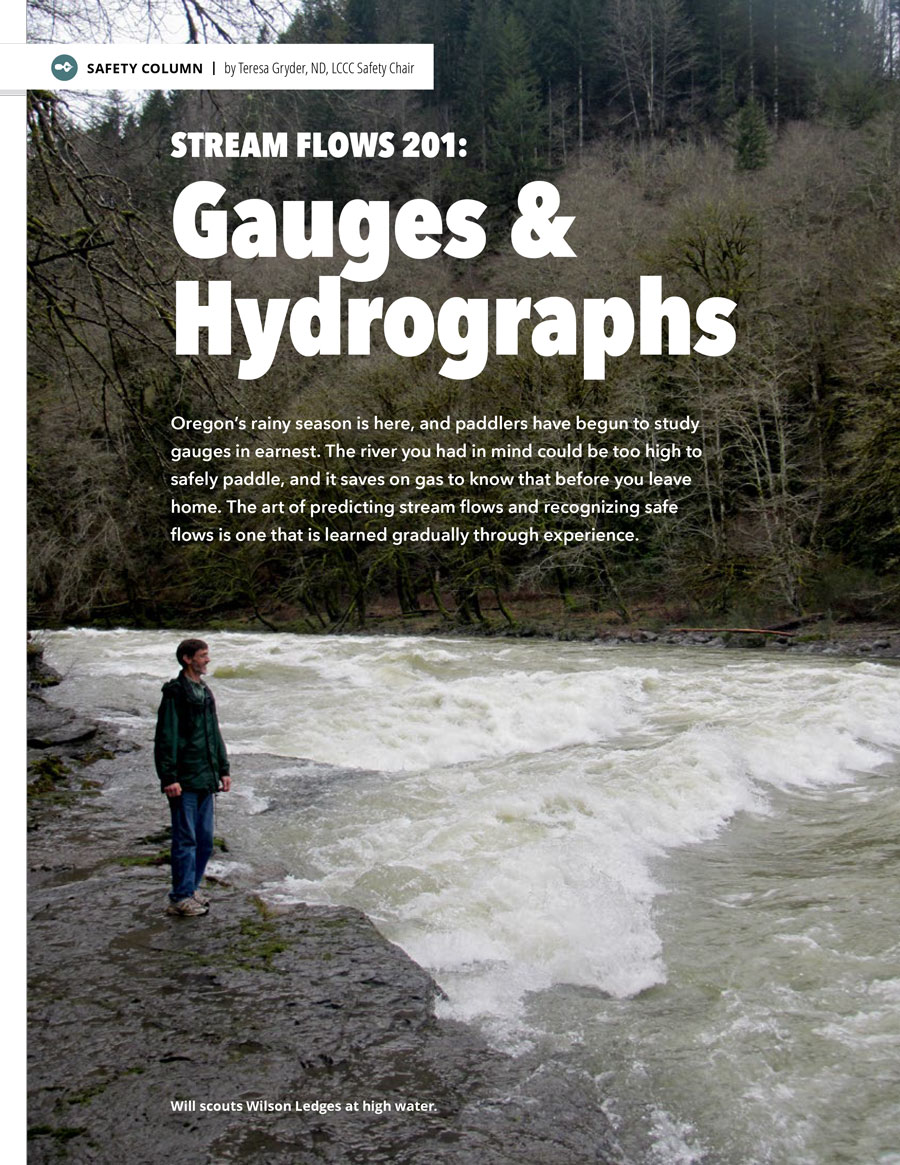 SAFETY COLUMN | by Teresa Gryder, ND, LCCC Safety Chair
STREAM FLOWS 201:
Gauges &
Hydrographs
Oregon’s rainy season is here, and paddlers have begun to study
gauges in earnest. The river you had in mind could be too high to
safely paddle, and it saves on gas to know that before you leave
home. The art of predicting stream flows and recognizing safe
flows is one that is learned gradually through experience.
Will scouts Wilson Ledges at high water.